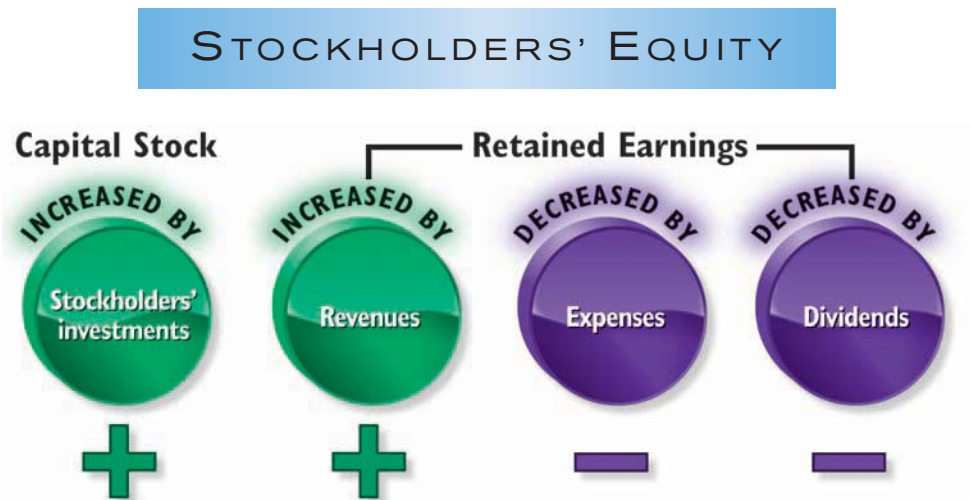 STOCKHOLDERS' EQUITY
Capital Stock
Retained Earnings
INCREASED BY
INCREASED BY
DECREASED BY
DECREASED BY
Stockholders'
investments
Revenues
Expenses
Dividends